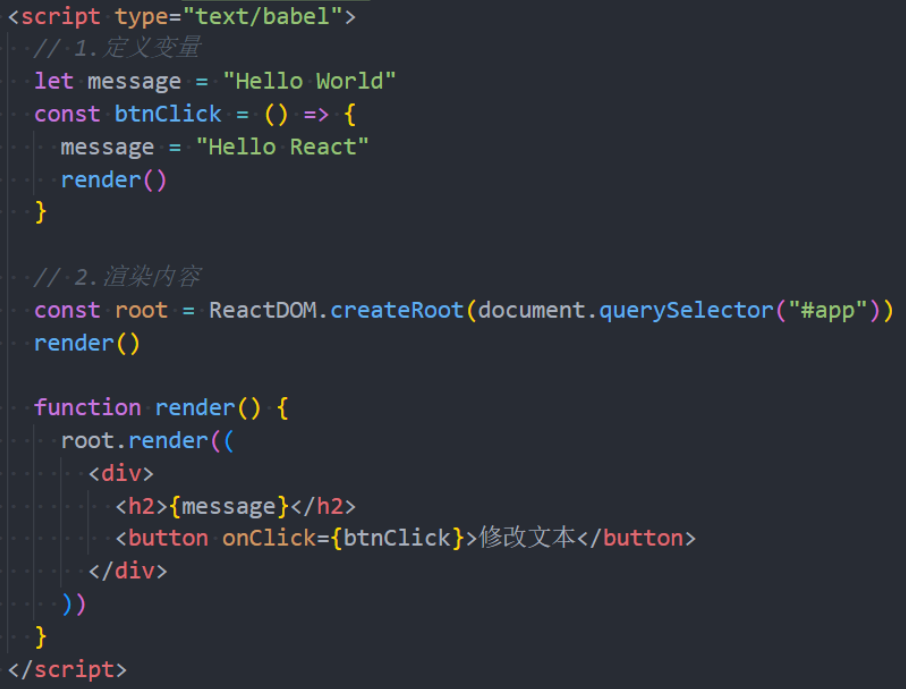 <script type="text/babel">
// 1.定义变量
let message = "Hello World"
const btnClick = () => {
message = "Hello React"
render()
}
// 2.渲染内容
const root = ReactDOM.createRoot(document.querySelector("#app"))
render()
function render() {
root.render((
<div>
<h2>{message}</h2>
<button onClick={btnClick}>修改文本</button>
</div>
))
}
</script>